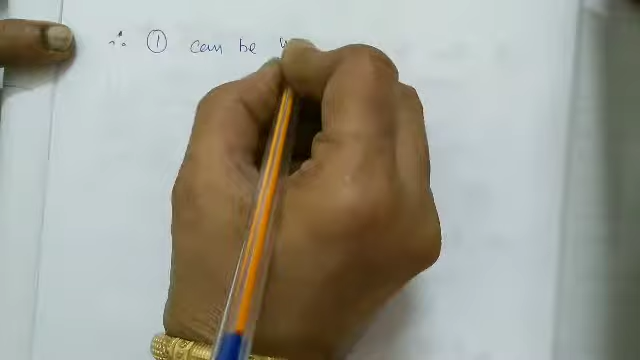 ∴ ① can be